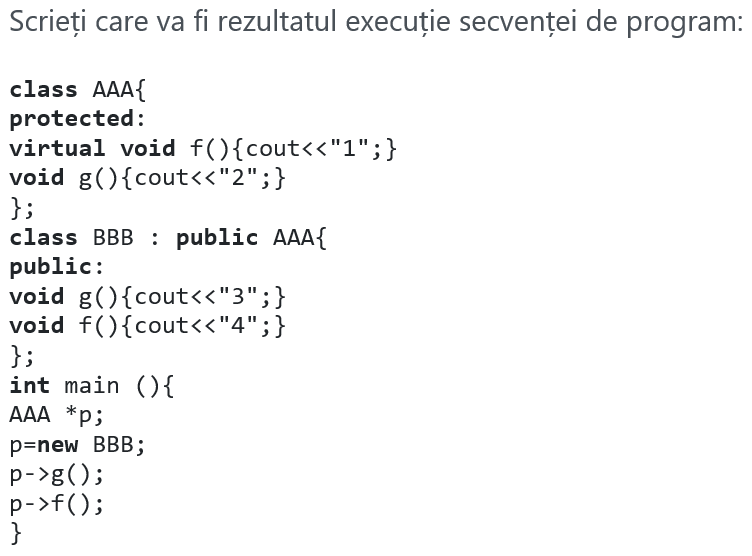 Scrieți care va fi rezultatul execuție secvenței de program:
class AAA{
protected:
virtual void f(){cout<<"1";}
void g(){cout<<"2";}
};
class BBB : public AAA{
public:
void g(){cout<<"3";}
void f(){cout<<"4";}
};
int main (){
AAA *p;
p=new BBB;
p->g();
p->f();
}